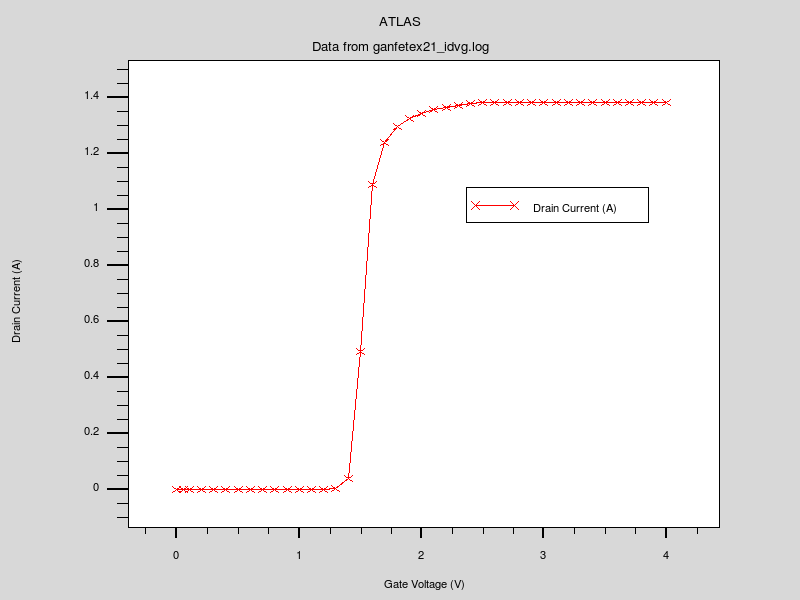 ATLAS
Data from ganfetex21_idvg.log
Drain Current (A)
1.4
1.2
1
0.8
0.6
0.4
0.2
0
Drain Current (A)
0 1 2 3 4
Gate Voltage (V)